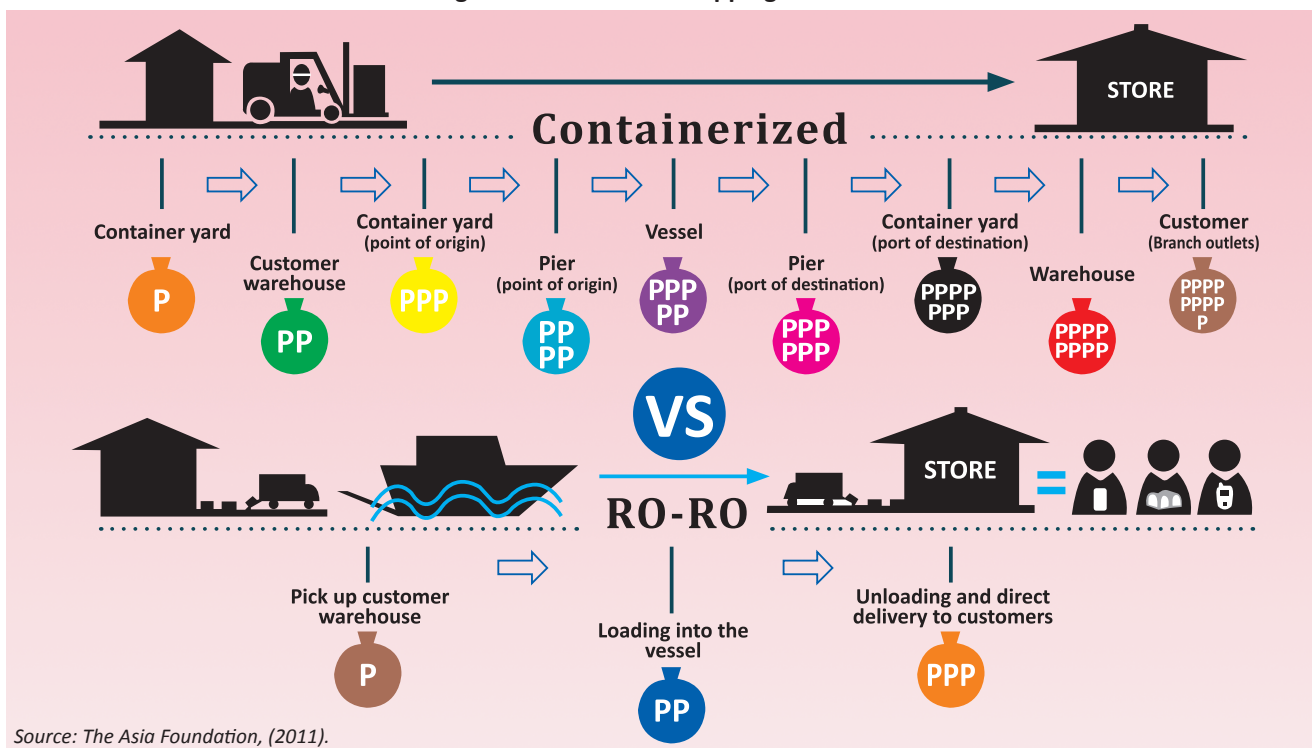 STORE
Containerized
Container yard
P
Customer
warehouse
PP
Container yard
(point of origin)
PPP
Pier
(point of origin)
PP
PP
Vessel
PPP
PP
Pier
(port of destination)
PPP
PPP
Container yard
(port of destination)
PPPP
PPP
Warehouse
PPPP
PPPP
Customer
(Branch outlets)
PPPP
PPPP
P
VS
STORE
RO-RO
Pick up customer
warehouse
P
Loading into the
vessel
PP
Unloading and direct
delivery to customers
PPP
Source: The Asia Foundation, (2011).